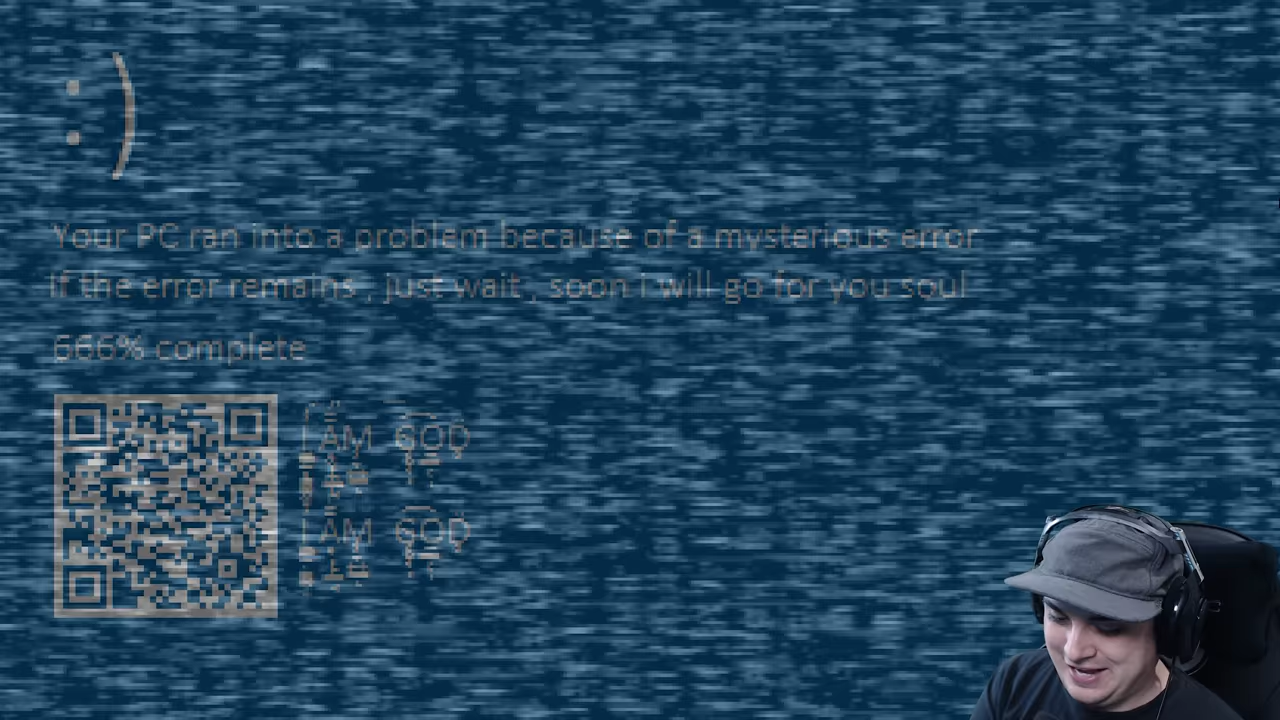 :)
Your PC ran into a problem because of a mysterious error
if the error remains , just wait , soon i will go for you soul
666% complete
I AM GOD
I AM GOD